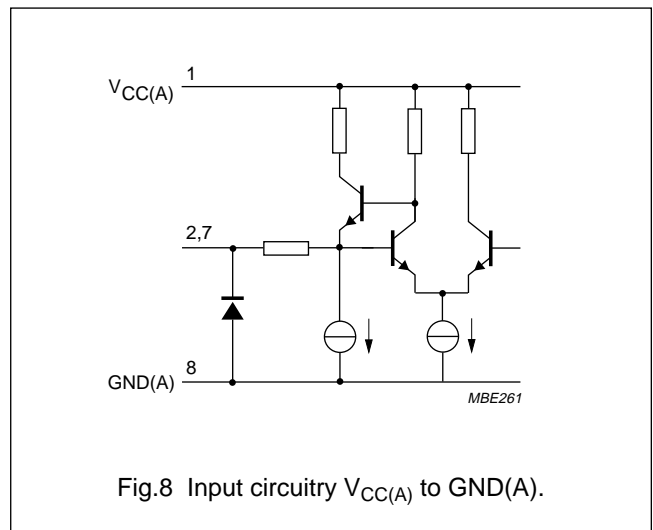 1
VCC(A)
2,7
8
GND(A)
MBE261
Fig.8 Input circuitry VCC(A) to GND(A).